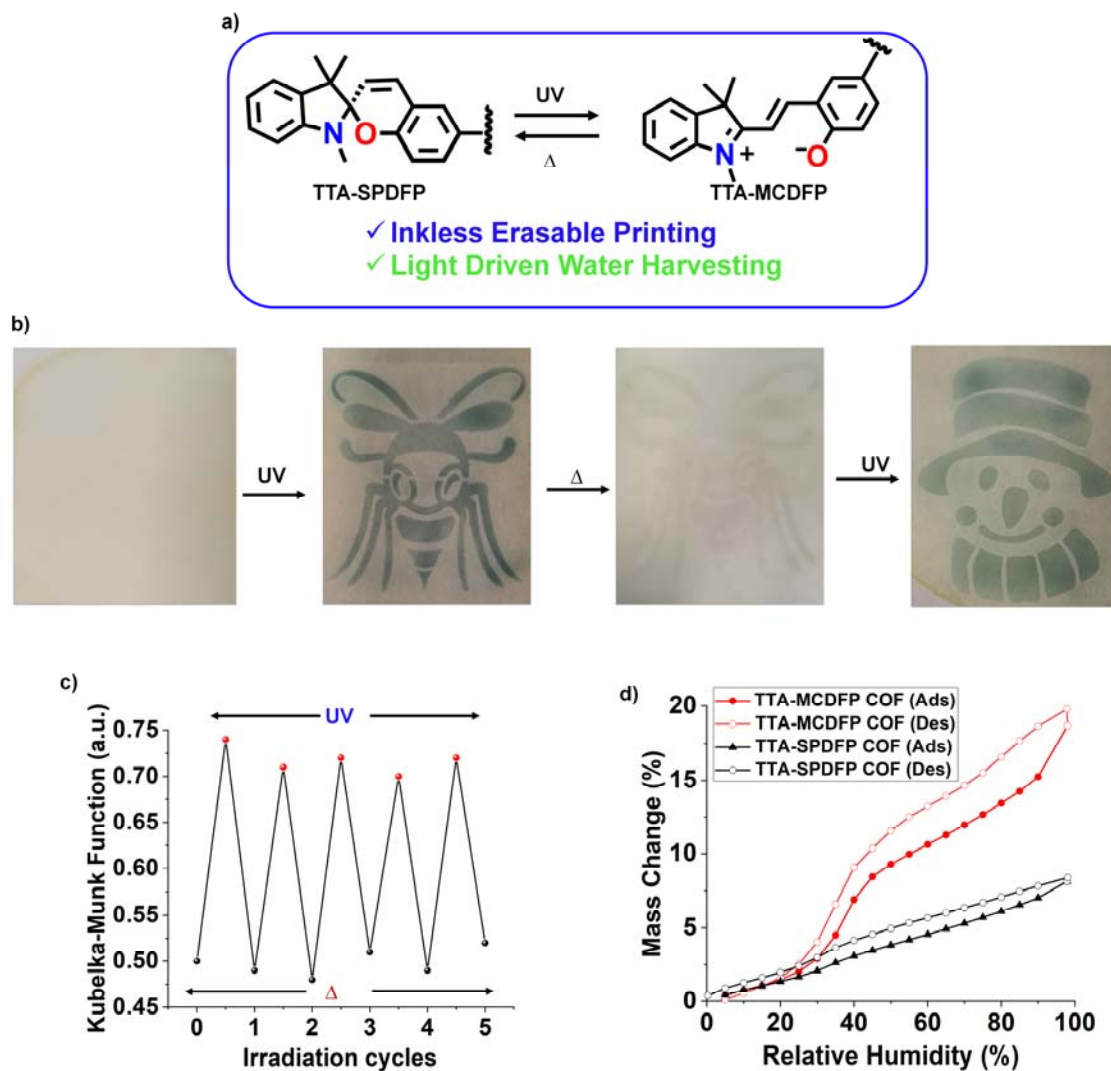 a)
UV
Δ
N
O
N
+
−
O
TTA-SPDFP
TTA-MCDFP
✓ Inkless Erasable Printing
✓ Light Driven Water Harvesting
b)
UV
Δ
UV
c)
Kubelka-Munk Function (a.u.)
0.80
0.75
0.70
0.65
0.60
0.55
0.50
0.45
UV
Δ
0 1 2 3 4 5
Irradiation cycles
d)
Mass Change (%)
20
15
10
5
0
TTA-MCDFP COF (Ads)
TTA-MCDFP COF (Des)
TTA-SPDFP COF (Ads)
TTA-SPDFP COF (Des)
0 20 40 60 80 100
Relative Humidity (%)